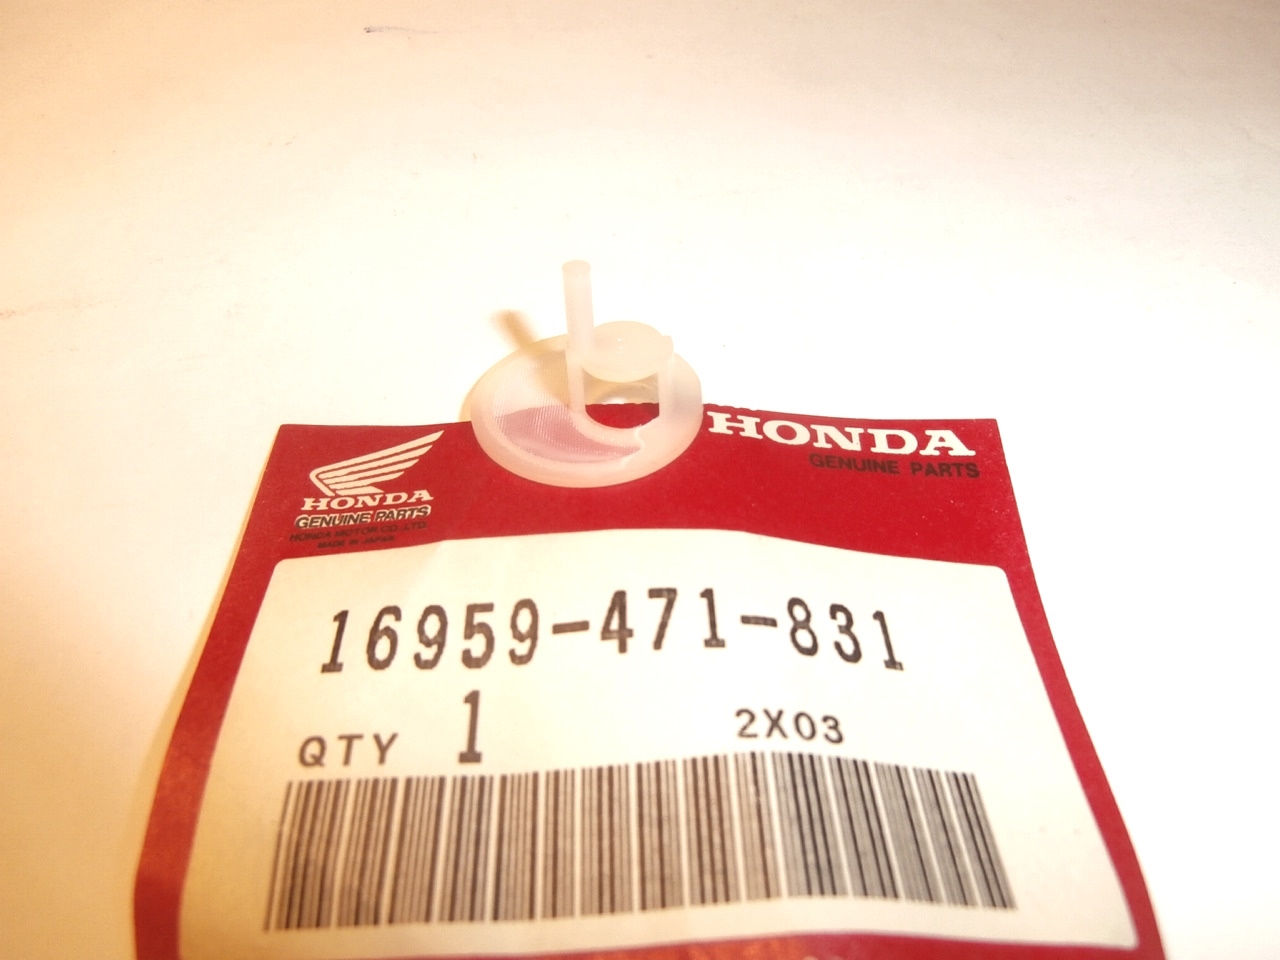 HONDA
GENUINE PARTS
HONDA
GENUINE PARTS
HONDA MOTOR CO., LTD.
MADE IN JAPAN
16959-471-831
QTY 1 2X03